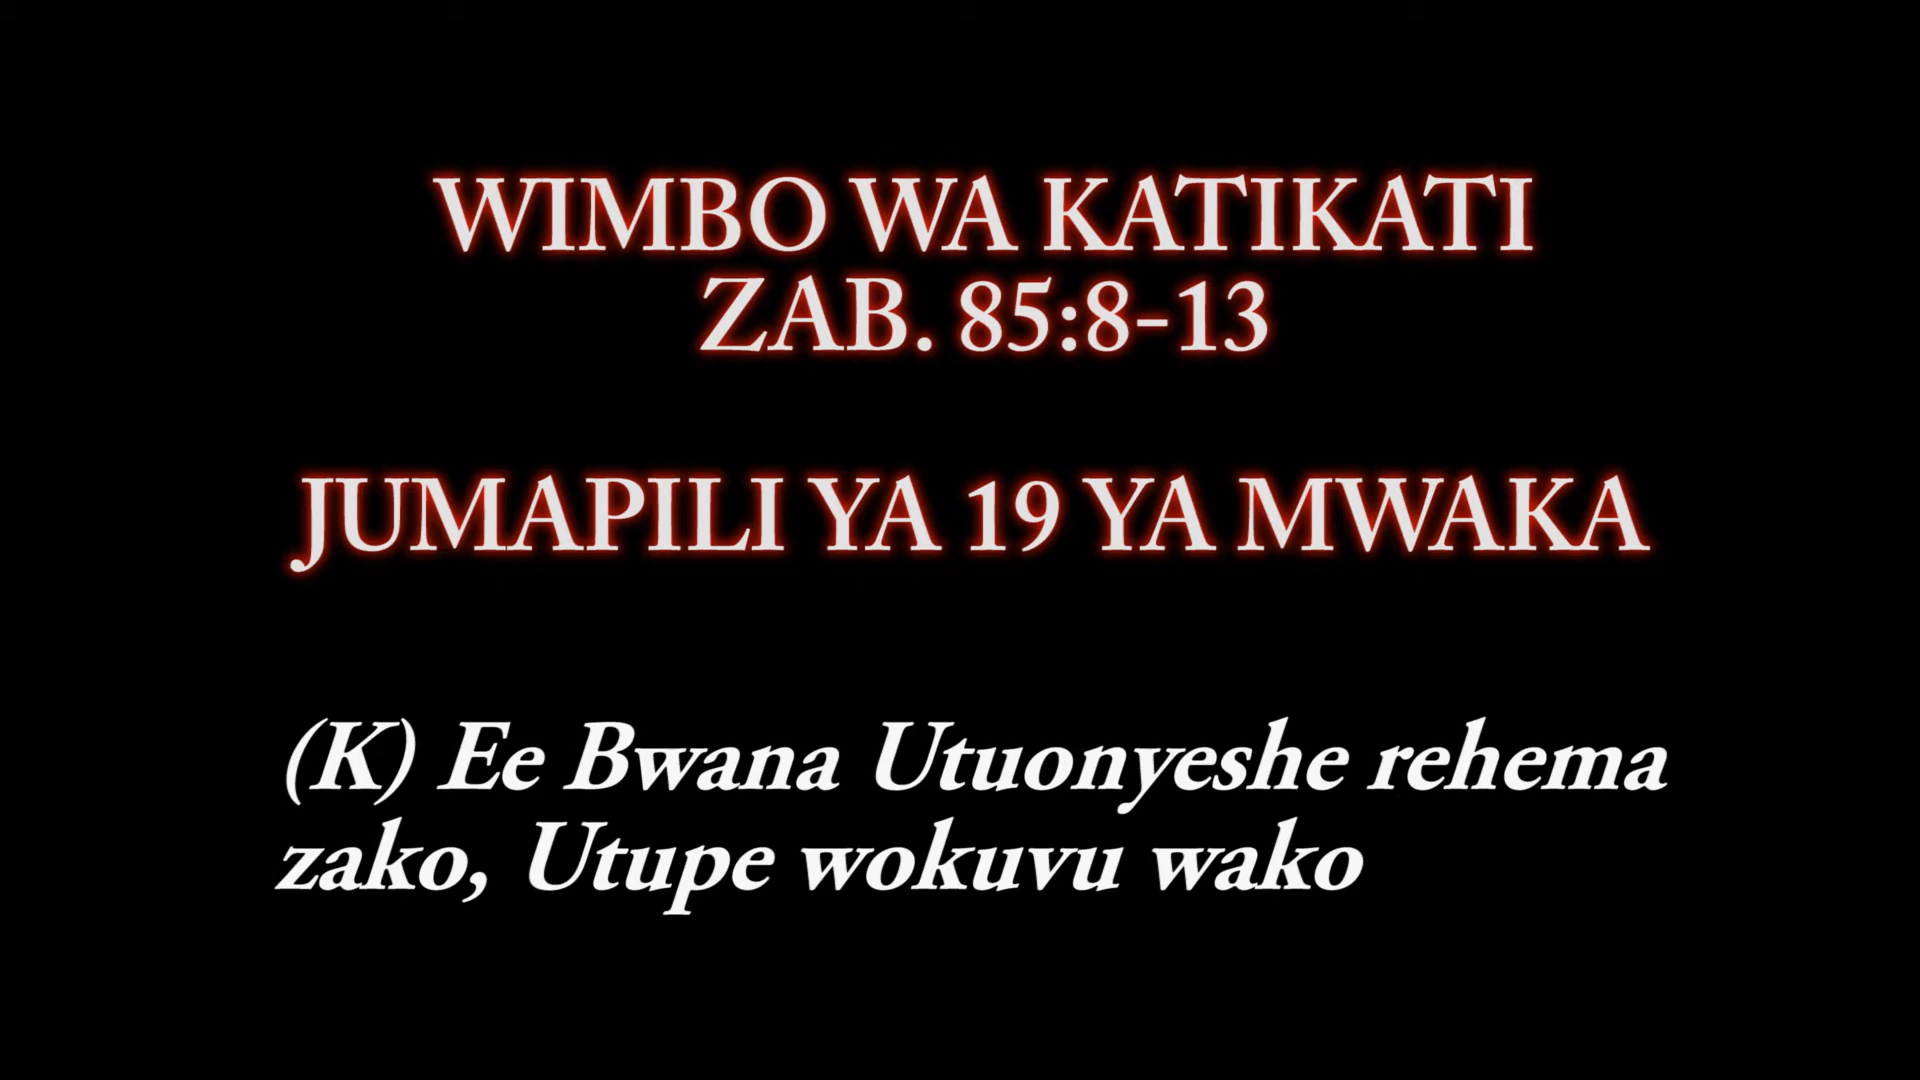 WIMBO WA KATIKATI
ZAB. 85:8-13
JUMAPILI YA 19 YA MWAKA
(K) Ee Bwana Utuonyeshe rehema
zako, Utupe wokuvu wako